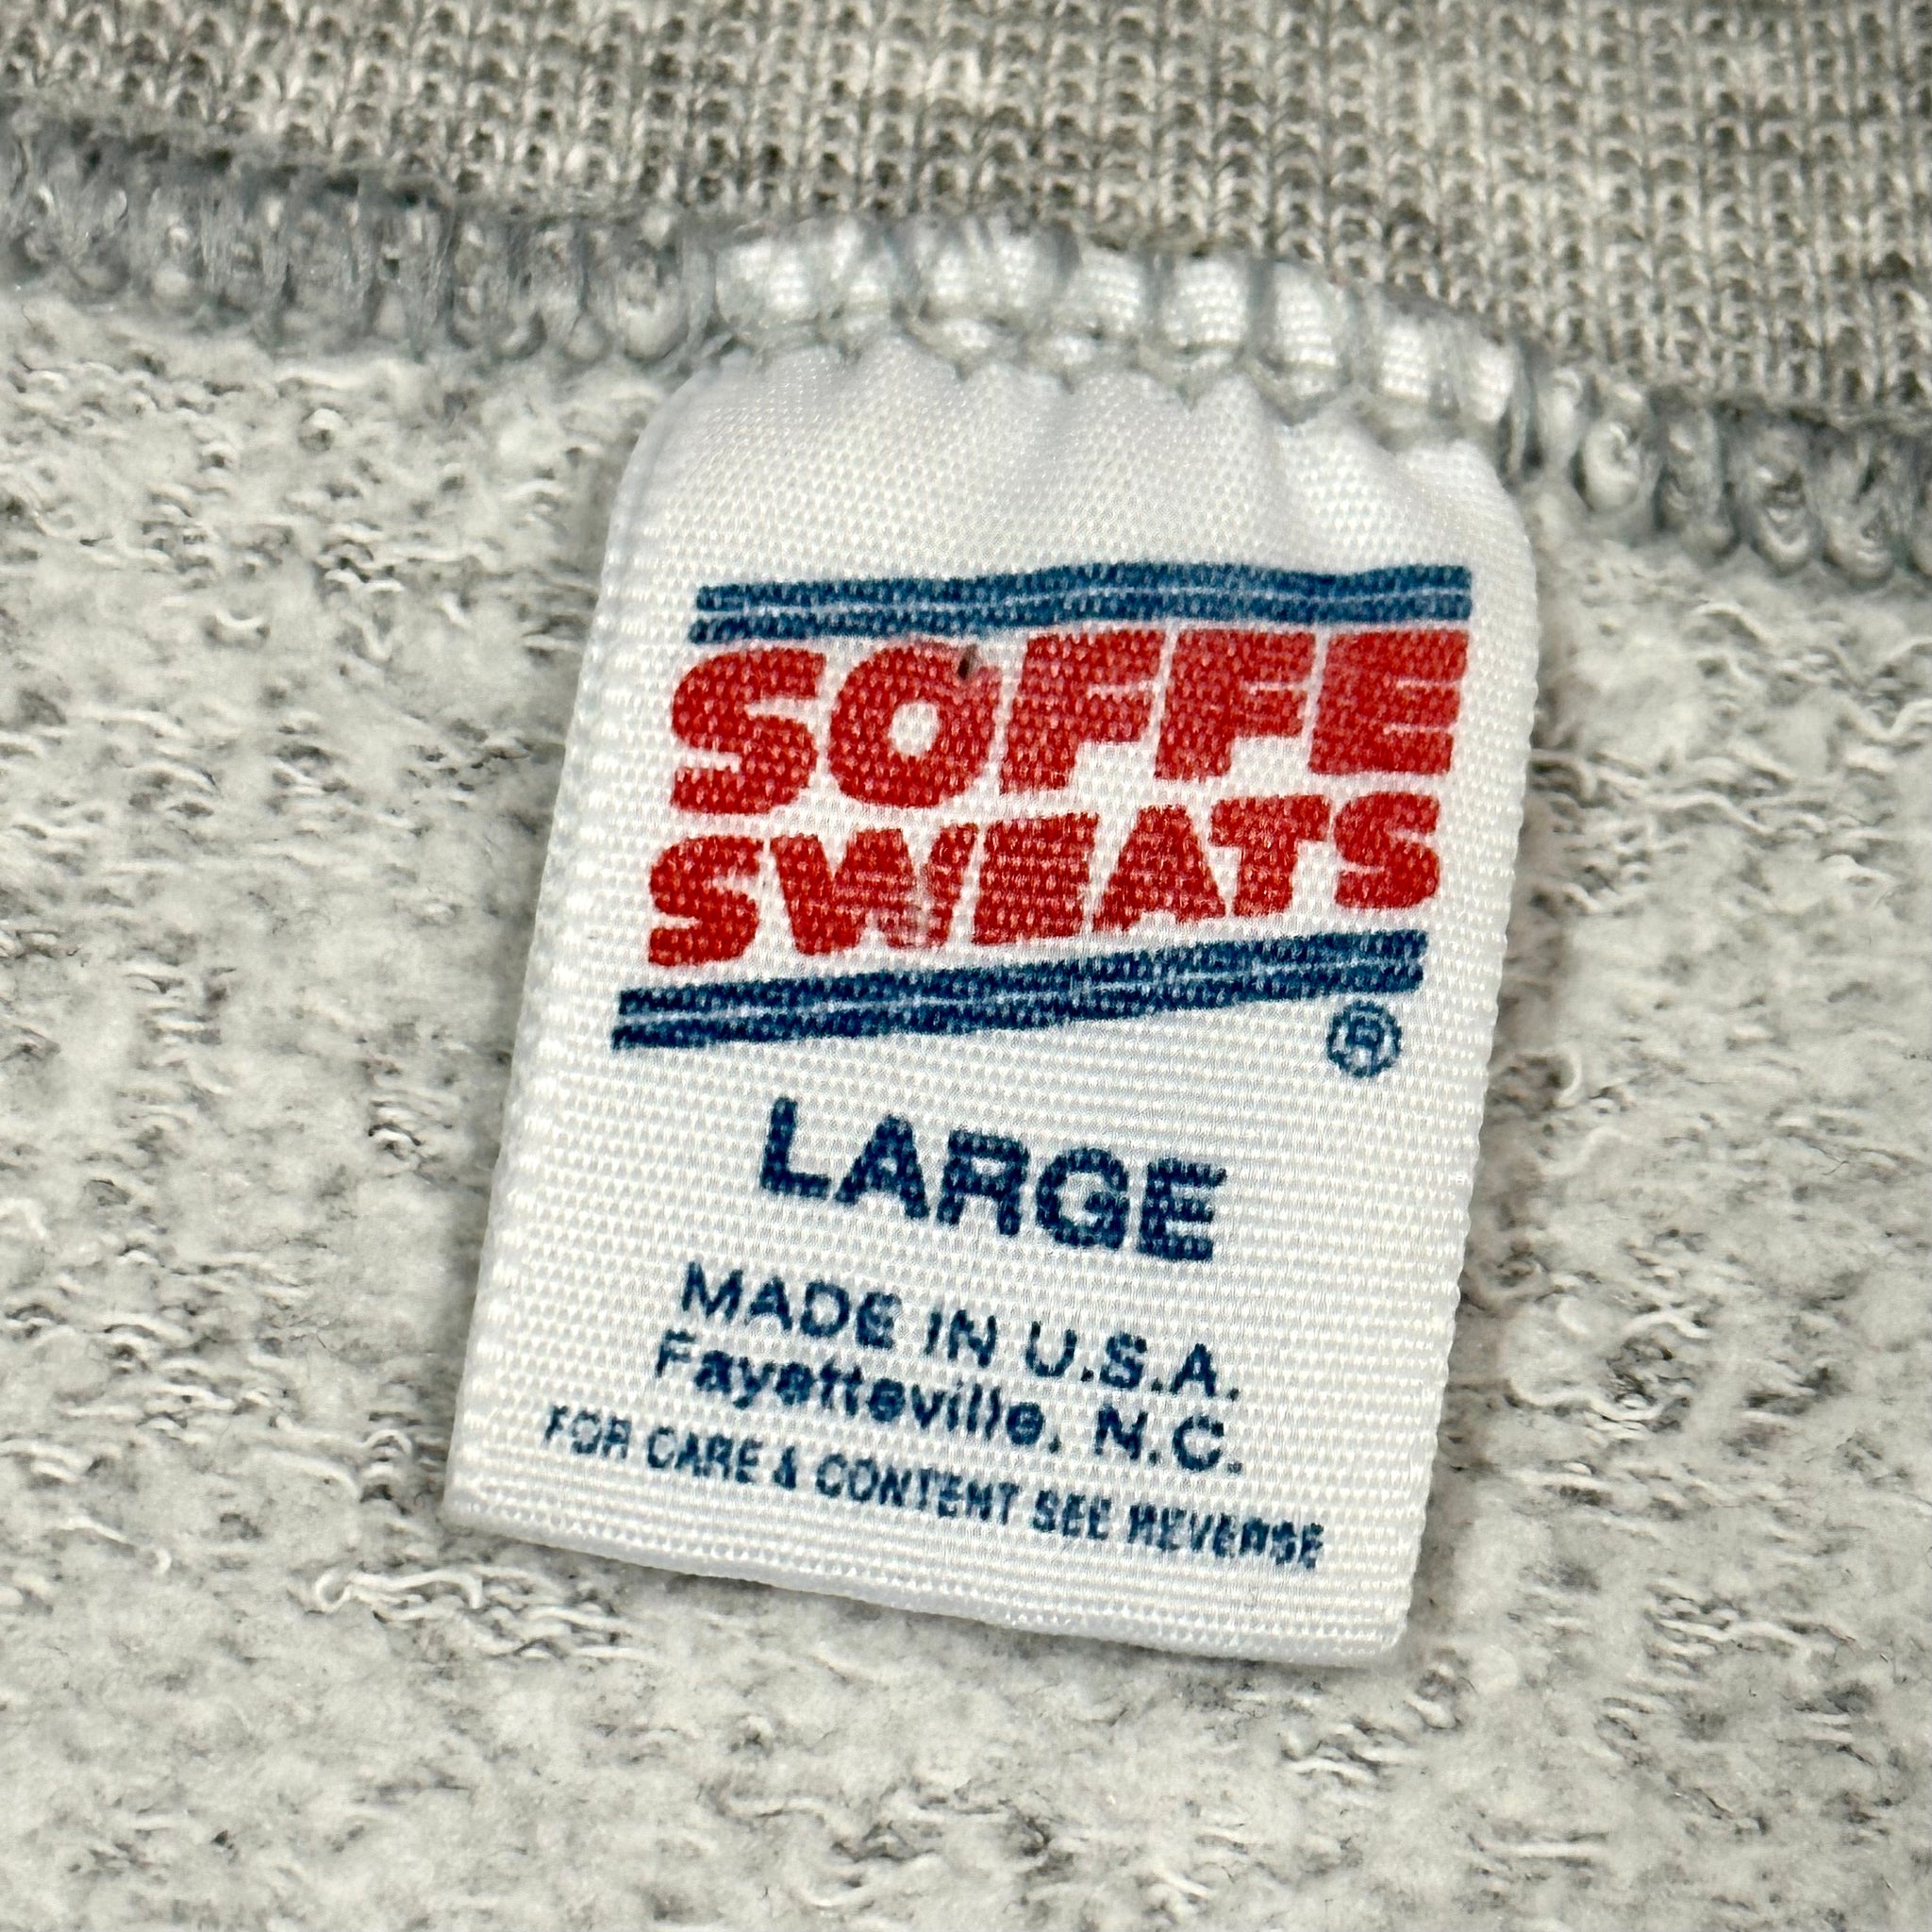 SOFFE
SWEATS
®
LARGE
MADE IN U.S.A.
Fayetteville, N.C.
FOR CARE & CONTENT SEE REVERSE